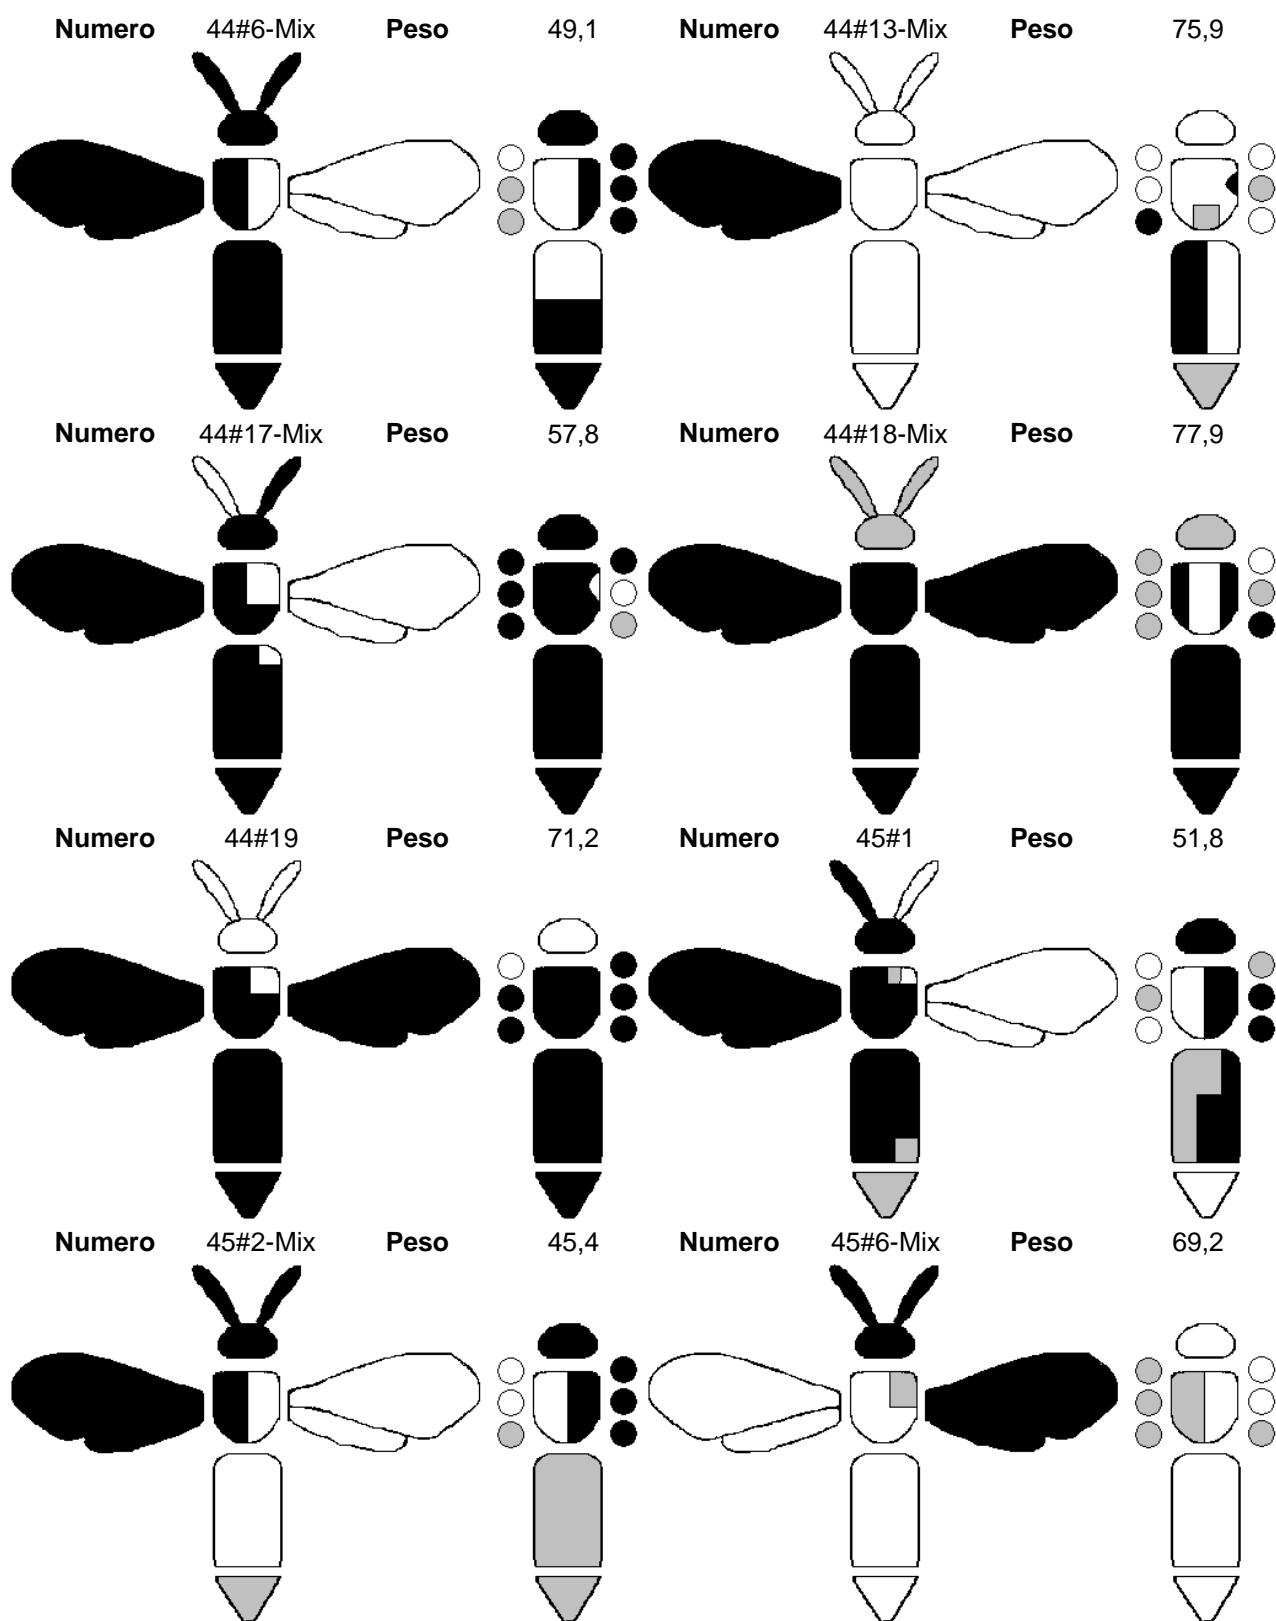 Numero 44#6-Mix Peso 49,1 Numero 44#13-Mix Peso 75,9
Numero 44#17-Mix Peso 57,8 Numero 44#18-Mix Peso 77,9
Numero 44#19 Peso 71,2 Numero 45#1 Peso 51,8
Numero 45#2-Mix Peso 45,4 Numero 45#6-Mix Peso 69,2